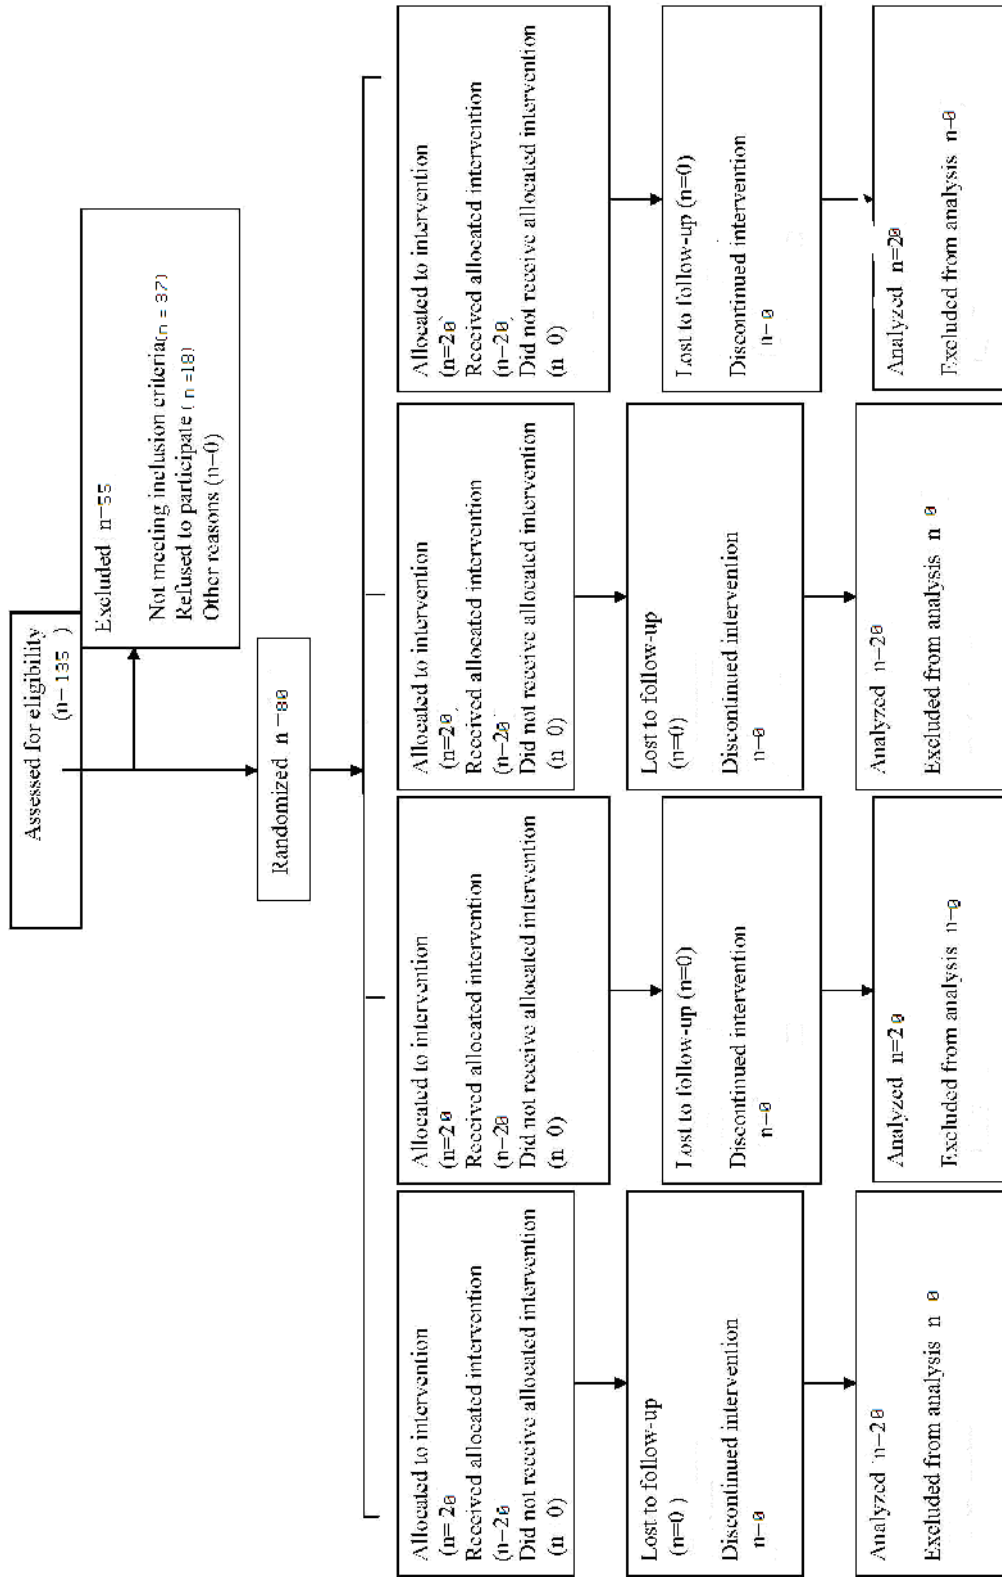 Assessed for eligibility
(n-135 )
Excluded n-55
Not meeting inclusion criteria(n = 37)
Refused to participate ( n =18)
Other reasons (n-0)
Randomized n-80
Allocated to intervention
(n= 20
Received allocated intervention
(n-20
Did not receive allocated intervention
(n 0)
Allocated to intervention
(n=20
Received allocated intervention
(n-20
Did not receive allocated intervention
(n 0)
Allocated to intervention
(n=20)
Received allocated intervention
(n-20
Did not receive allocated intervention
(n 0)
Allocated to intervention
(n=20)
Received allocated intervention
(n-20)
Did not receive allocated intervention
(n 0)
Lost to follow-up
(n=0 )
Discontinued intervention
n-0
Lost to follow-up (n=0)
Discontinued intervention
n-0
Lost to follow-up
(n=0)
Discontinued intervention
n-0
Lost to follow-up (n=0)
Discontinued intervention
n-0
Analyzed n-20
Excluded from analysis n 0
Analyzed n=20
Excluded from analysis n-0
Analyzed n-20
Excluded from analysis n 0
Analyzed n=20
Excluded from analysis n-0